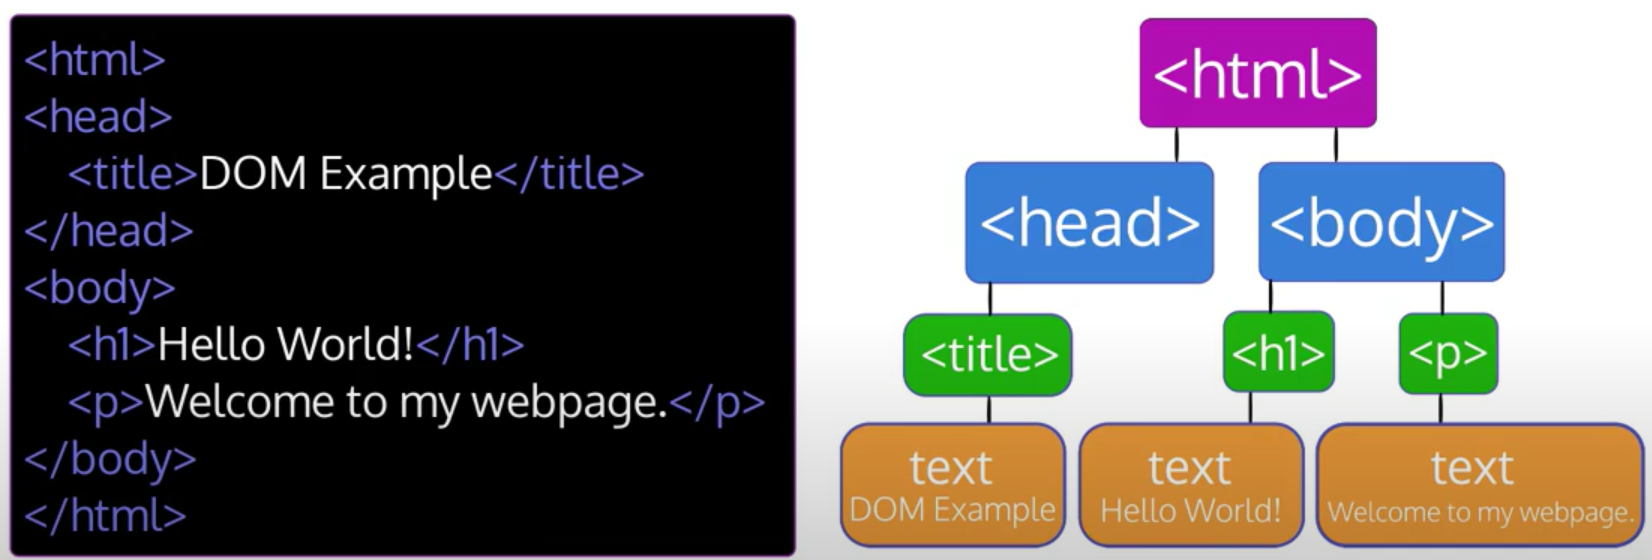 <html>
<head>
<title>DOM Example</title>
</head>
<body>
<h1>Hello World!</h1>
<p>Welcome to my webpage.</p>
</body>
</html>
<html>
<head> <body>
<title> <h1> <p>
text text text
DOM Example Hello World! Welcome to my webpage.